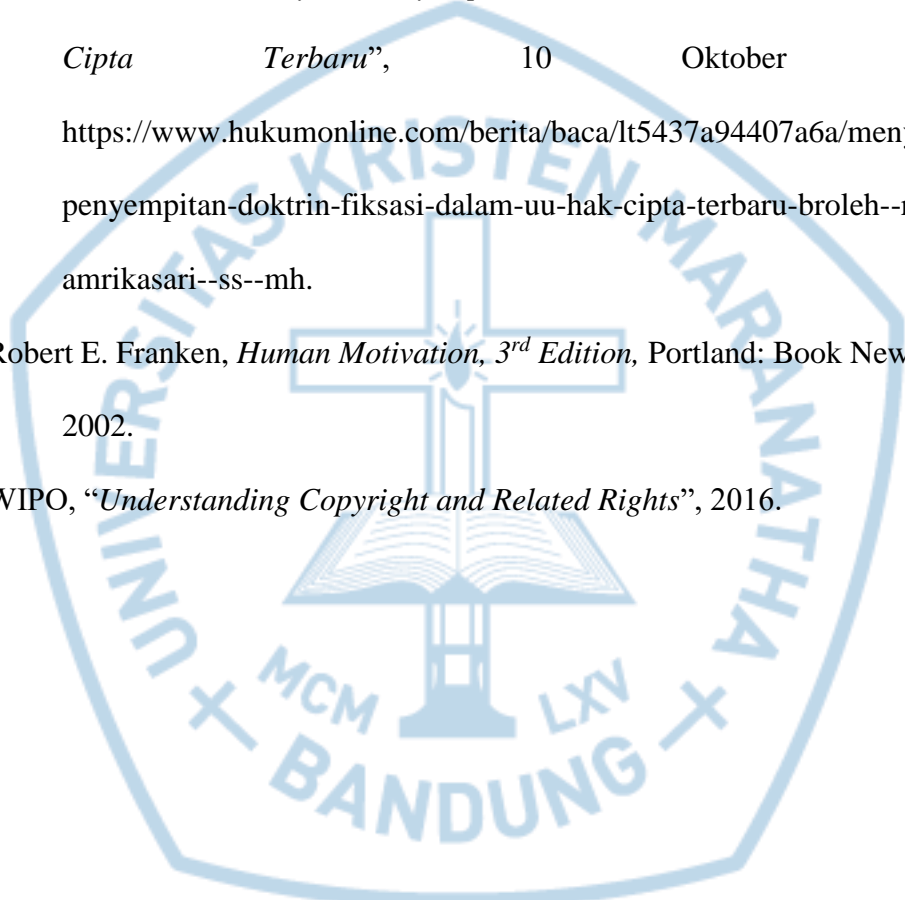 Cipta Terbaru”, 10 Oktober
https://www.hukumonline.com/berita/baca/lt5437a94407a6a/meny
penyempitan-doktrin-fiksasi-dalam-uu-hak-cipta-terbaru-broleh--r
amrikasari--ss--mh.
Robert E. Franken, Human Motivation, 3rd Edition, Portland: Book New
2002.
WIPO, “Understanding Copyright and Related Rights”, 2016.
UNIVERSITAS KRISTEN MARANATHA
MCM LXV
BANDUNG